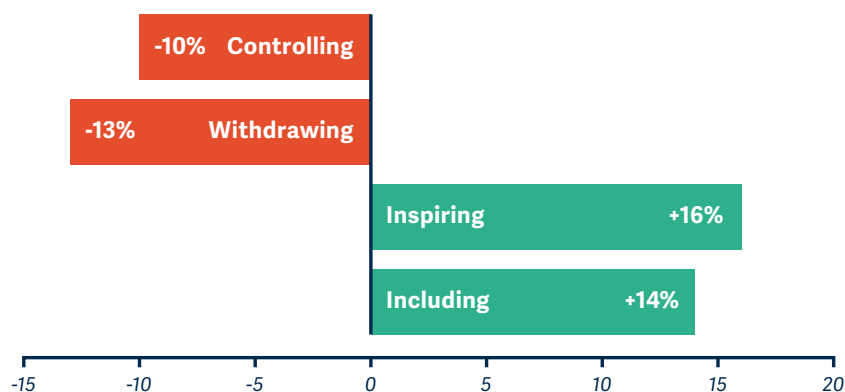 -10% Controlling
-13% Withdrawing
Inspiring +16%
Including +14%
-15 -10 -5 0 5 10 15 20